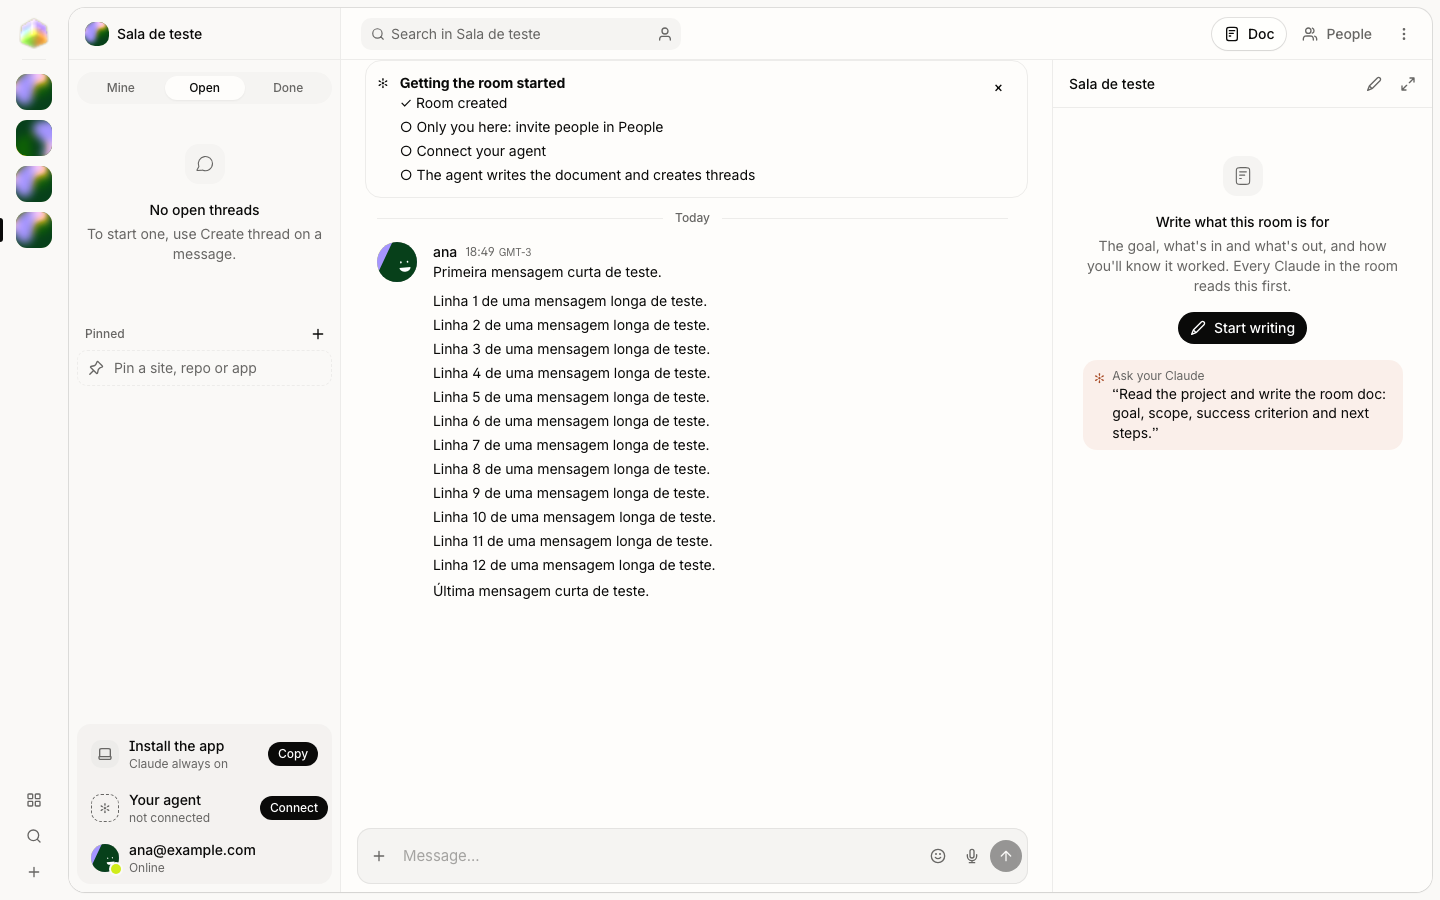 Sala de teste
Search in Sala de teste
Doc
People
Mine
Open
Done
No open threads
To start one, use Create thread on a
message.
Pinned
Pin a site, repo or app
Install the app
Claude always on
Copy
Your agent
not connected
Connect
ana@example.com
Online
Getting the room started
✓ Room created
Only you here: invite people in People
Connect your agent
The agent writes the document and creates threads
Today
ana 18:49 GMT-3
Primeira mensagem curta de teste.
Linha 1 de uma mensagem longa de teste.
Linha 2 de uma mensagem longa de teste.
Linha 3 de uma mensagem longa de teste.
Linha 4 de uma mensagem longa de teste.
Linha 5 de uma mensagem longa de teste.
Linha 6 de uma mensagem longa de teste.
Linha 7 de uma mensagem longa de teste.
Linha 8 de uma mensagem longa de teste.
Linha 9 de uma mensagem longa de teste.
Linha 10 de uma mensagem longa de teste.
Linha 11 de uma mensagem longa de teste.
Linha 12 de uma mensagem longa de teste.
Última mensagem curta de teste.
Message...
Sala de teste
Write what this room is for
The goal, what's in and what's out, and how
you'll know it worked. Every Claude in the room
reads this first.
Start writing
Ask your Claude
“Read the project and write the room doc:
goal, scope, success criterion and next
steps.”